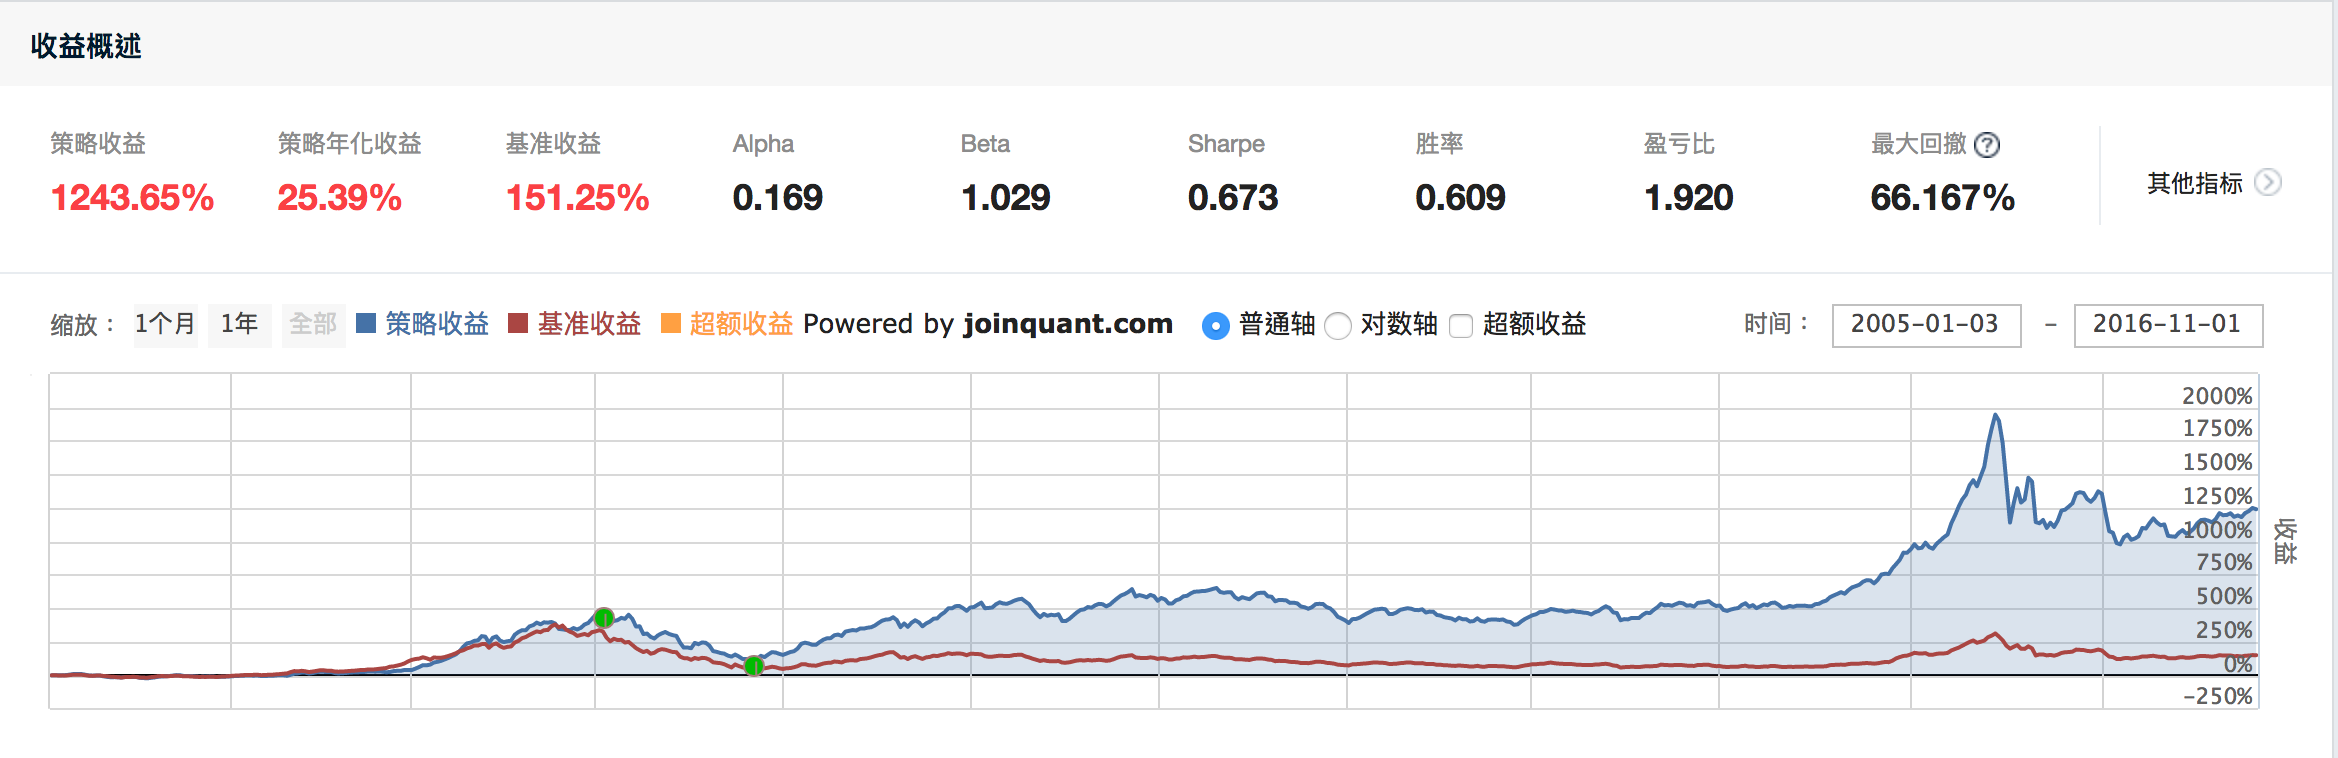 收益概述
策略收益 策略年化收益 基准收益 Alpha Beta Sharpe 胜率 盈亏比 最大回撤 ?
1243.65% 25.39% 151.25% 0.169 1.029 0.673 0.609 1.920 66.167%
其他指标
缩放： 1个月 1年 全部 策略收益 基准收益 超额收益 Powered by joinquant.com 普通轴 对数轴 超额收益 时间： 2005-01-03 - 2016-11-01
2000%
1750%
1500%
1250%
1000%
750%
500%
250%
0%
-250%
收益